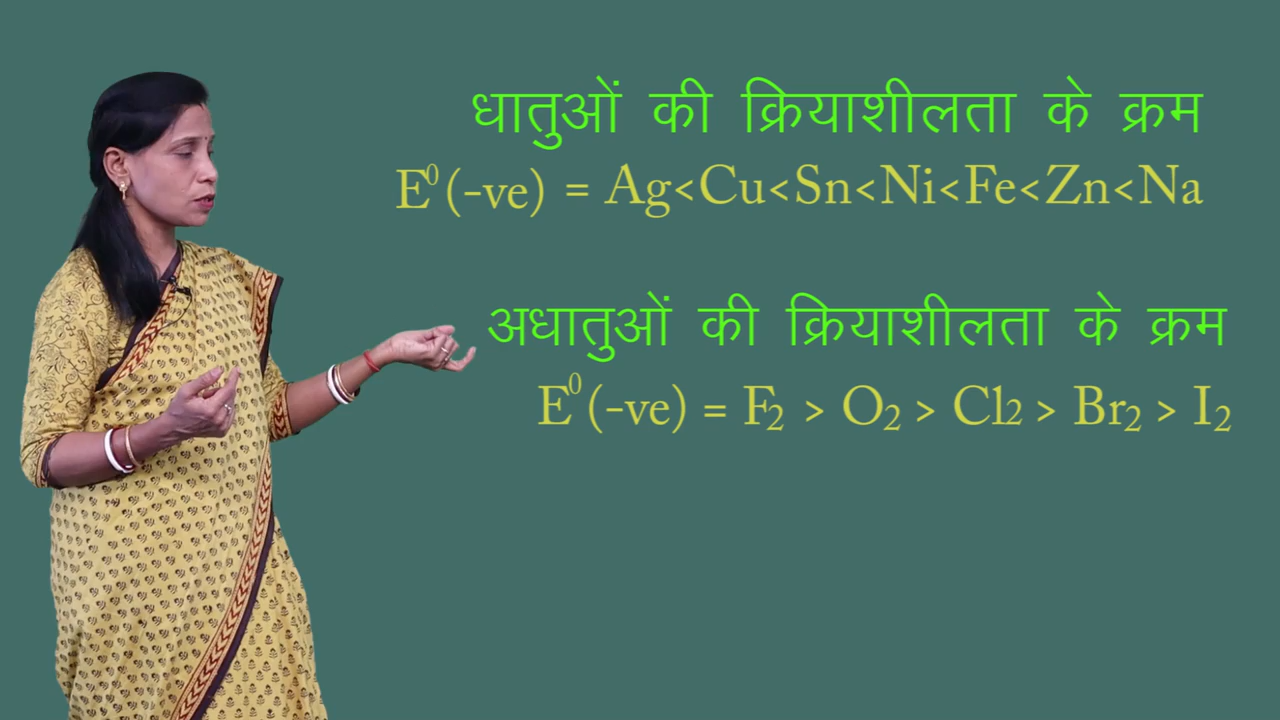 धातुओं की क्रियाशीलता के क्रम
E⁰(-ve) = Ag<Cu<Sn<Ni<Fe<Zn<Na
अधातुओं की क्रियाशीलता के क्रम
E⁰(-ve) = F₂ > O₂ > Cl₂ > Br₂ > I₂